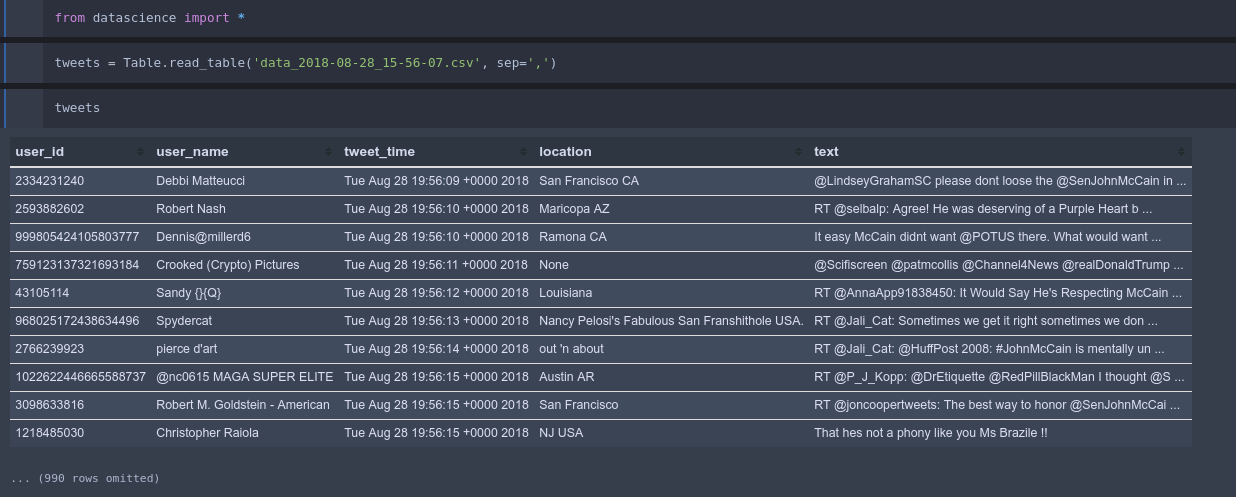 from datascience import *
tweets = Table.read_table('data_2018-08-28_15-56-07.csv', sep=',')
tweets
user_id user_name tweet_time location text
2334231240 Debbi Matteucci Tue Aug 28 19:56:09 +0000 2018 San Francisco CA @LindseyGrahamSC please dont loose the @SenJohnMcCain in ...
2593882602 Robert Nash Tue Aug 28 19:56:10 +0000 2018 Maricopa AZ RT @selbalp: Agree! He was deserving of a Purple Heart b ...
999805424105803777 Dennis@millerd6 Tue Aug 28 19:56:10 +0000 2018 Ramona CA It easy McCain didnt want @POTUS there. What would want ...
759123137321693184 Crooked (Crypto) Pictures Tue Aug 28 19:56:11 +0000 2018 None @Scifiscreen @patmcollis @Channel4News @realDonaldTrump ...
43105114 Sandy {}{Q} Tue Aug 28 19:56:12 +0000 2018 Louisiana RT @AnnaApp91838450: It Would Say He's Respecting McCain ...
968025172438634496 Spydercat Tue Aug 28 19:56:13 +0000 2018 Nancy Pelosi's Fabulous San Franshithole USA. RT @Jali_Cat: Sometimes we get it right sometimes we don ...
2766239923 pierce d'art Tue Aug 28 19:56:14 +0000 2018 out 'n about RT @Jali_Cat: @HuffPost 2008: #JohnMcCain is mentally un ...
1022622446665588737 @nc0615 MAGA SUPER ELITE Tue Aug 28 19:56:15 +0000 2018 Austin AR RT @P_J_Kopp: @DrEtiquette @RedPillBlackMan I thought @S ...
3098633816 Robert M. Goldstein - American Tue Aug 28 19:56:15 +0000 2018 San Francisco RT @joncoopertweets: The best way to honor @SenJohnMcCai ...
1218485030 Christopher Raiola Tue Aug 28 19:56:15 +0000 2018 NJ USA That hes not a phony like you Ms Brazile !!
... (990 rows omitted)